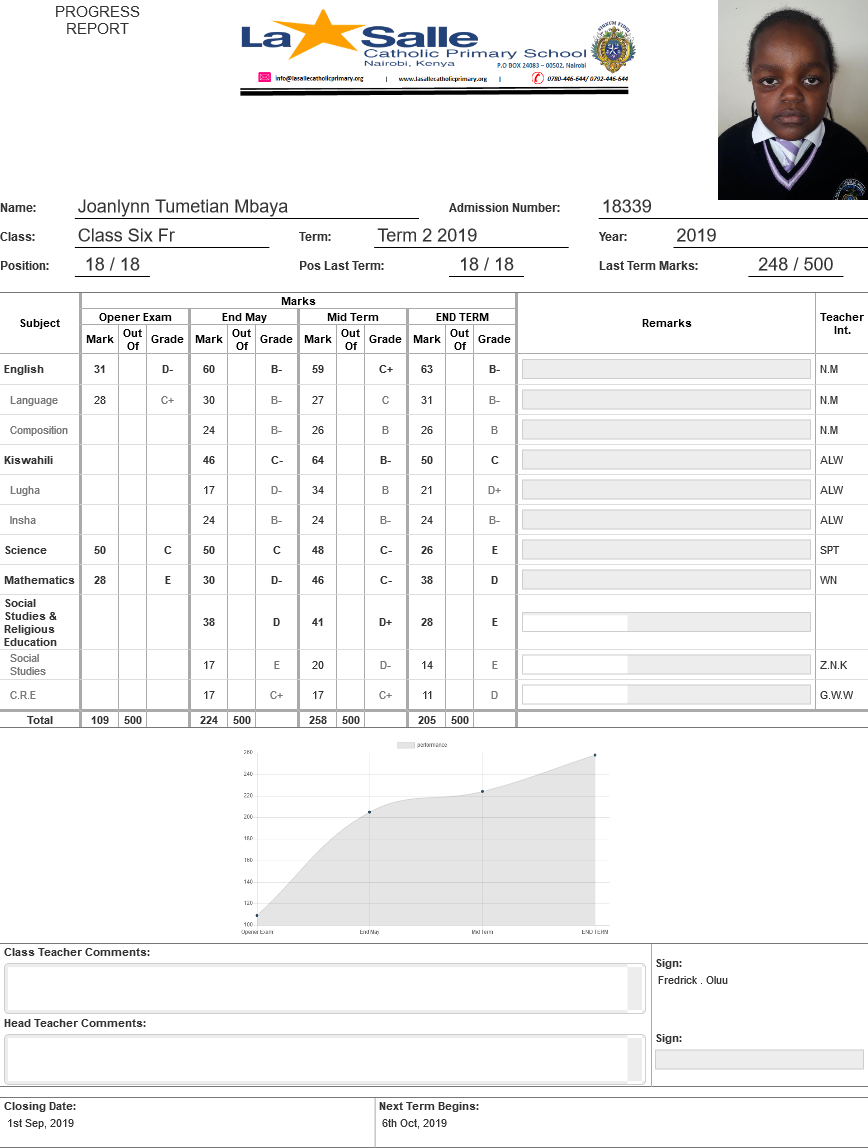 PROGRESS
REPORT
La Salle
Catholic Primary School
Nairobi, Kenya
P.O BOX 24083 – 00502. Nairobi
info@lasallecatholicprimary.org | www.lasallecatholicprimary.org | 0780-446-644/ 0792-446-644
Name: Joanlynn Tumetian Mbaya Admission Number: 18339
Class: Class Six Fr Term: Term 2 2019 Year: 2019
Position: 18 / 18 Pos Last Term: 18 / 18 Last Term Marks: 248 / 500
Subject Marks Remarks Teacher Int.
Opener Exam End May Mid Term END TERM
Mark Out Of Grade Mark Out Of Grade Mark Out Of Grade Mark Out Of Grade
English 31 D- 60 B- 59 C+ 63 B- N.M
Language 28 C+ 30 B- 27 C 31 B- N.M
Composition 24 B- 26 B 26 B N.M
Kiswahili 46 C- 64 B- 50 C ALW
Lugha 17 D- 34 B 21 D+ ALW
Insha 24 B- 24 B- 24 B- ALW
Science 50 C 50 C 48 C- 26 E SPT
Mathematics 28 E 30 D- 46 C- 38 D WN
Social Studies & Religious Education 38 D 41 D+ 28 E
Social Studies 17 E 20 D- 14 E Z.N.K
C.R.E 17 C+ 17 C+ 11 D G.W.W
Total 109 500 224 500 258 500 205 500
performance
260
240
220
200
180
160
140
120
100
Opener Exam End May Mid Term END TERM
Class Teacher Comments:
Sign:
Fredrick . Oluu
Head Teacher Comments:
Sign:
Closing Date: Next Term Begins:
1st Sep, 2019 6th Oct, 2019